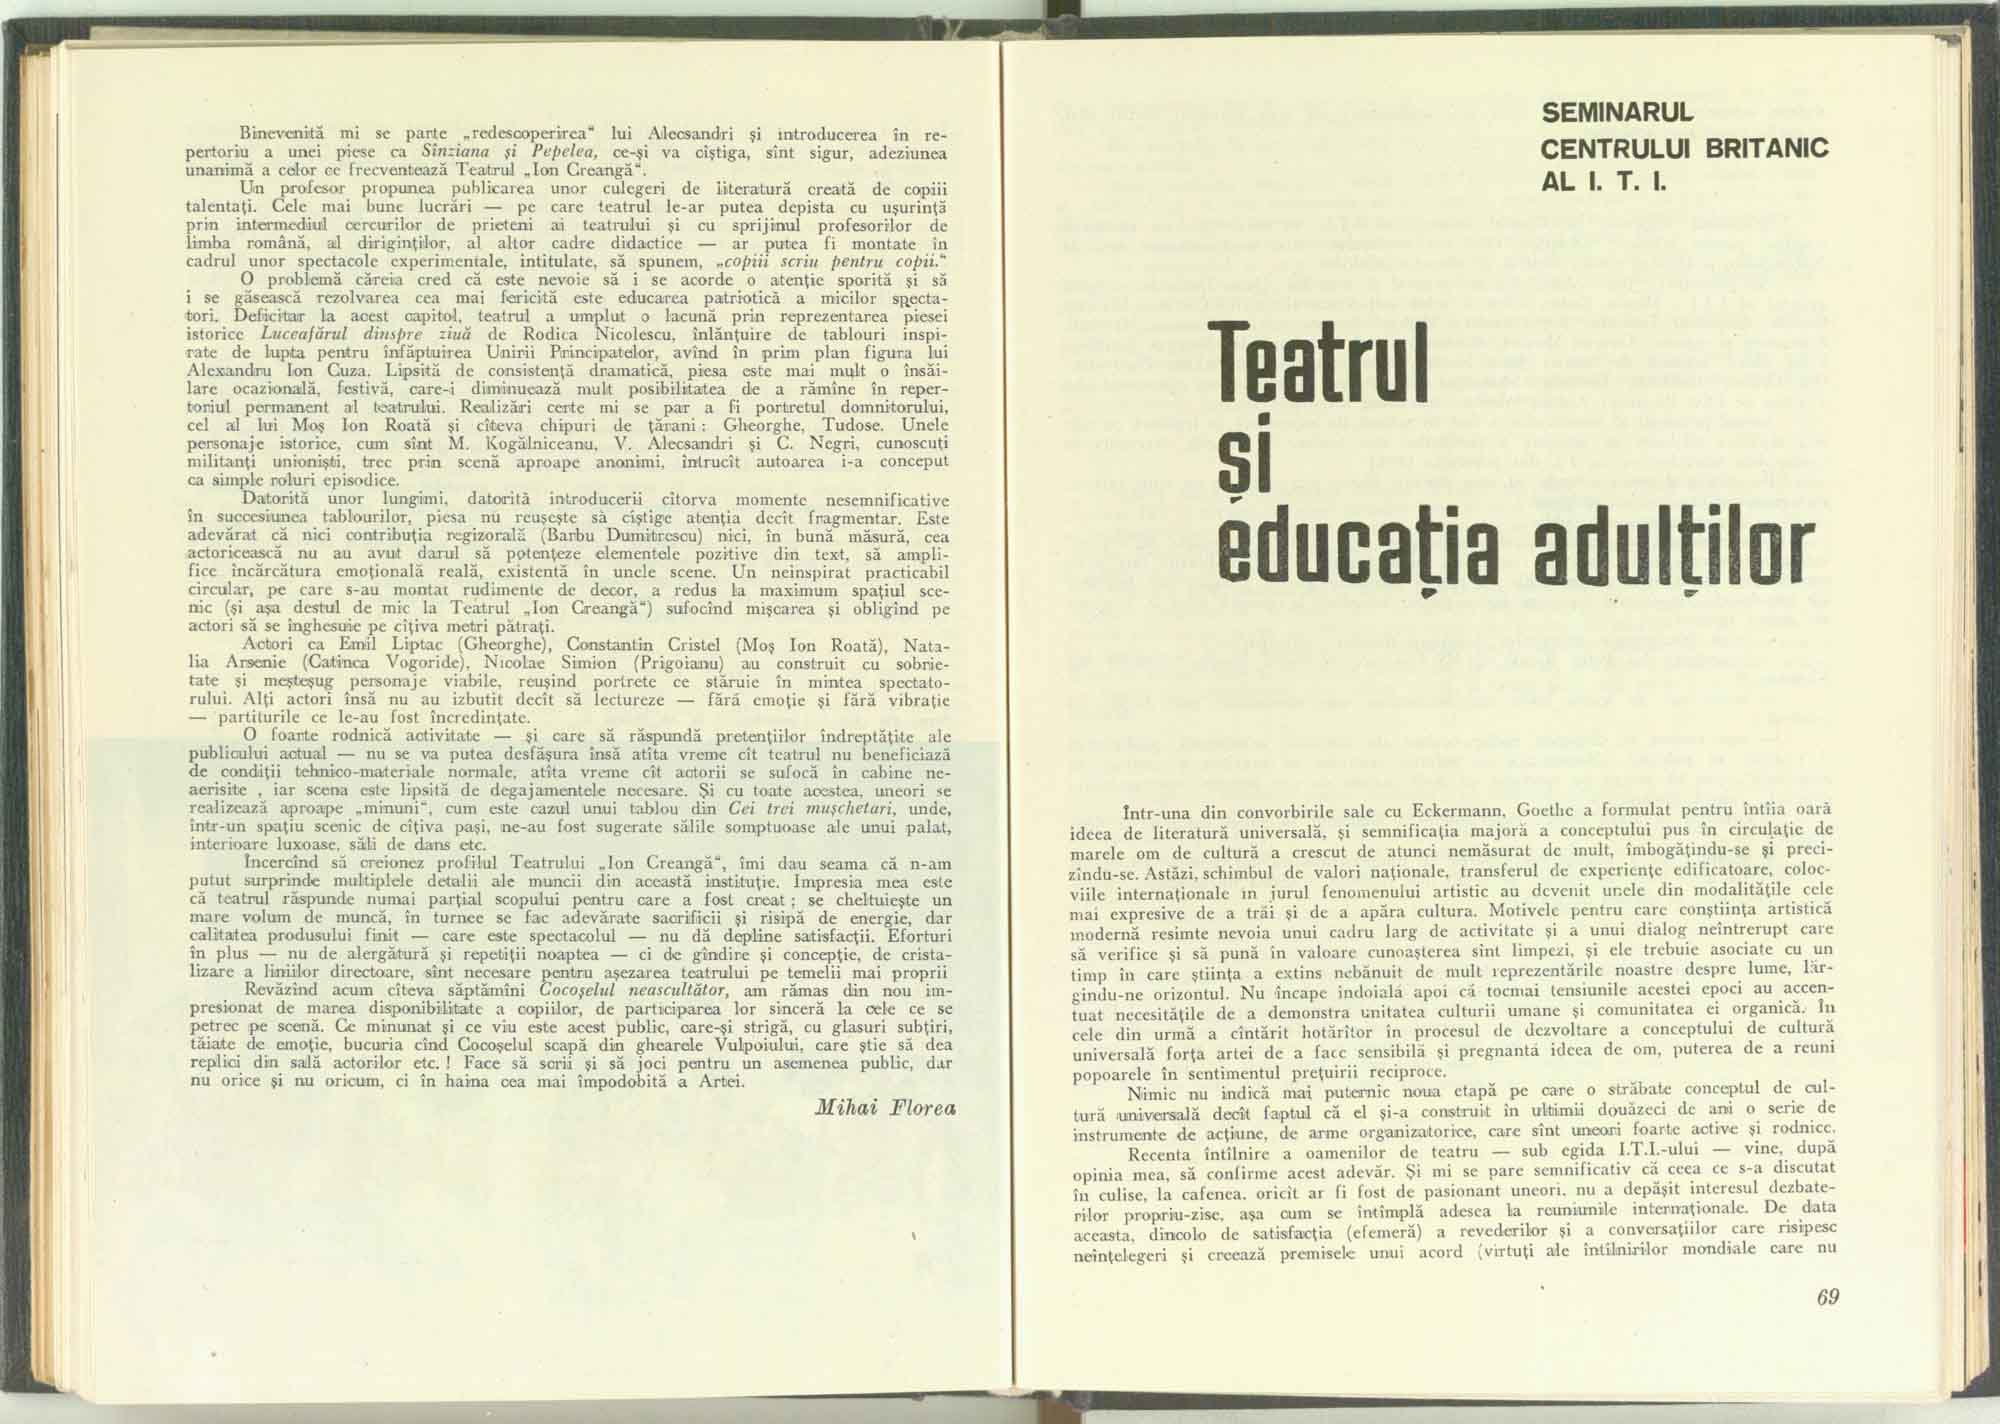 Binevenită mi se parte „redescoperirea“ lui Alecsandri și introducerea în re-
pertoriu a unei piese ca Sînziana și Pepelea, ce-și va cîștiga, sînt sigur, adeziunea
unanimă a celor ce frecventează Teatrul „Ion Creangă“.
Un profesor propunea publicarea unor culegeri de literatură creată de copiii
talentați. Cele mai bune lucrări — pe care teatrul le-ar putea depista cu ușurință
prin intermediul cercurilor de prieteni ai teatrului și cu sprijinul profesorilor de
limba română, al diriginților, al altor cadre didactice — ar putea fi montate în
cadrul unor spectacole experimentale, intitulate, să spunem, „copiii scriu pentru copii.“
O problemă căreia cred că este nevoie să i se acorde o atenție sporită și să
i se găsească rezolvarea cea mai fericită este educarea patriotică a micilor specta-
tori. Deficitar la acest capitol, teatrul a umplut o lacună prin reprezentarea piesei
istorice Luceafărul dinspre ziuă de Rodica Nicolescu, înlănțuire de tablouri inspi-
rate de lupta pentru înfăptuirea Unirii Principatelor, avînd în prim plan figura lui
Alexandru Ion Cuza. Lipsită de consistență dramatică, piesa este mai mult o însăi-
lare ocazională, festivă, care-i diminuează mult posibilitatea de a rămîne în reper-
toriul permanent al teatrului. Realizări certe mi se par a fi portretul domnitorului,
cel al lui Moș Ion Roată și cîteva chipuri de țărani : Gheorghe, Tudose. Unele
personaje istorice, cum sînt M. Kogălniceanu, V. Alecsandri și C. Negri, cunoscuți
militanți unioniști, trec prin scenă aproape anonimi, întrucît autoarea i-a conceput
ca simple roluri episodice.
Datorită unor lungimi, datorită introducerii cîtorva momente nesemnificative
în succesiunea tablourilor, piesa nu reușește să cîștige atenția decît fragmentar. Este
adevărat că nici contribuția regizorală (Barbu Dumitrescu) nici, în bună măsură, cea
actoricească nu au avut darul să potențeze elementele pozitive din text, să ampli-
fice încărcătura emoțională reală, existentă în unele scene. Un neinspirat practicabil
circular, pe care s-au montat rudimente de decor, a redus la maximum spațiul sce-
nic (și așa destul de mic la Teatrul „Ion Creangă“) sufocînd mișcarea și obligînd pe
actori să se înghesuie pe cîțiva metri pătrați.
Actori ca Emil Liptac (Gheorghe), Constantin Cristel (Moș Ion Roată), Nata-
lia Arsenie (Catinca Vogoride), Nicolae Simion (Prigoianu) au construit cu sobrie-
tate și meșteșug personaje viabile, reușind portrete ce stăruie în mintea spectato-
rului. Alți actori însă nu au izbutit decît să lectureze — fără emoție și fără vibrație
— partiturile ce le-au fost încredințate.
O foarte rodnică activitate — și care să răspundă pretențiilor îndreptățite ale
publicului actual — nu se va putea desfășura însă atîta vreme cît teatrul nu beneficiază
de condiții tehnico-materiale normale, atîta vreme cît actorii se sufocă în cabine ne-
aerisite , iar scena este lipsită de degajamentele necesare. Și cu toate acestea, uneori se
realizează aproape „minuni“, cum este cazul unui tablou din Cei trei mușchetari, unde,
într-un spațiu scenic de cîțiva pași, ne-au fost sugerate sălile somptuoase ale unui palat,
interioare luxoase, săli de dans etc.
Încercînd să creionez profilul Teatrului „Ion Creangă“, îmi dau seama că n-am
putut surprinde multiplele detalii ale muncii din această instituție. Impresia mea este
că teatrul răspunde numai parțial scopului pentru care a fost creat ; se cheltuiește un
mare volum de muncă, în turnee se fac adevărate sacrificii și risipă de energie, dar
calitatea produsului finit — care este spectacolul — nu dă depline satisfacții. Eforturi
în plus — nu de alergătură și repetiții noaptea — ci de gîndire și concepție, de crista-
lizare a liniilor directoare, sînt necesare pentru așezarea teatrului pe temelii mai proprii
Revăzînd acum cîteva săptămîni Cocoșelul neascultător, am rămas din nou im-
presionat de marea disponibilitate a copiilor, de participarea lor sinceră la cele ce se
petrec pe scenă. Ce minunat și ce viu este acest public, care-și strigă, cu glasuri subțiri,
tăiate de emoție, bucuria cînd Cocoșelul scapă din ghearele Vulpoiului, care știe să dea
replici din sală actorilor etc. ! Face să scrii și să joci pentru un asemenea public, dar
nu orice și nu oricum, ci în haina cea mai împodobită a Artei.
Mihai Florea
SEMINARUL
CENTRULUI BRITANIC
AL I. T. I.
Teatrul
și
educația adulților
Într-una din convorbirile sale cu Eckermann, Goethe a formulat pentru întîia oară
ideea de literatură universală, și semnificația majoră a conceptului pus în circulație de
marele om de cultură a crescut de atunci nemăsurat de mult, îmbogățindu-se și preci-
zîndu-se. Astăzi, schimbul de valori naționale, transferul de experiențe edificatoare, coloc-
viile internaționale în jurul fenomenului artistic au devenit unele din modalitățile cele
mai expresive de a trăi și de a apăra cultura. Motivele pentru care conștiința artistică
modernă resimte nevoia unui cadru larg de activitate și a unui dialog neîntrerupt care
să verifice și să pună în valoare cunoașterea sînt limpezi, și ele trebuie asociate cu un
timp în care știința a extins nebănuit de mult reprezentările noastre despre lume, lăr-
gindu-ne orizontul. Nu încape îndoială apoi că tocmai tensiunile acestei epoci au accen-
tuat necesitățile de a demonstra unitatea culturii umane și comunitatea ei organică. În
cele din urmă a cîntărit hotărîtor în procesul de dezvoltare a conceptului de cultură
universală forța artei de a face sensibilă și pregnantă ideea de om, puterea de a reuni
popoarele în sentimentul prețuirii reciproce.
Nimic nu indică mai puternic noua etapă pe care o străbate conceptul de cul-
tură universală decît faptul că el și-a construit în ultimii douăzeci de ani o serie de
instrumente de acțiune, de arme organizatorice, care sînt uneori foarte active și rodnice.
Recenta întîlnire a oamenilor de teatru — sub egida I.T.I.-ului — vine, după
opinia mea, să confirme acest adevăr. Și mi se pare semnificativ că ceea ce s-a discutat
în culise, la cafenea, oricît ar fi fost de pasionant uneori, nu a depășit interesul dezbate-
rilor propriu-zise, așa cum se întîmplă adesea la reuniunile internaționale. De data
aceasta, dincolo de satisfacția (efemeră) a revederilor și a conversațiilor care risipesc
neînțelegeri și creează premisele unui acord (virtuți ale întîlnirilor mondiale care nu
69